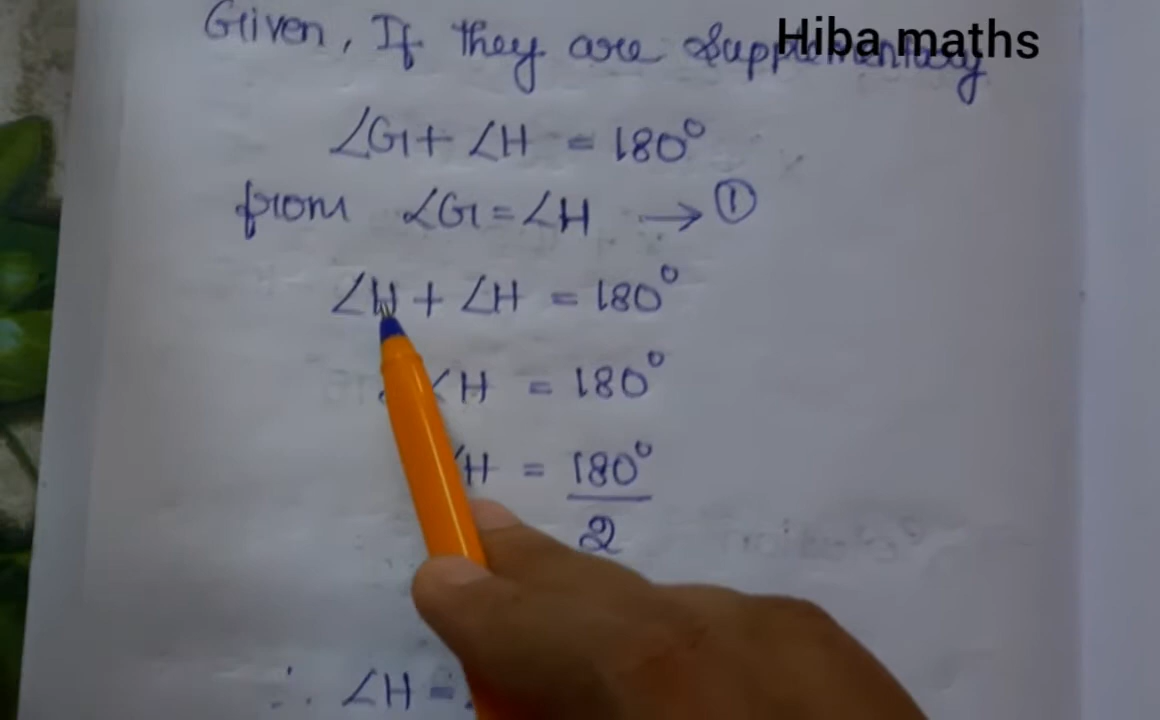 Given, If they are Supplementary
Hiba maths
∠G+ ∠H = 180°
from ∠G=∠H → ①
∠H + ∠H = 180°
∠H = 180°
∠H = 180°
2
∴ ∠H =